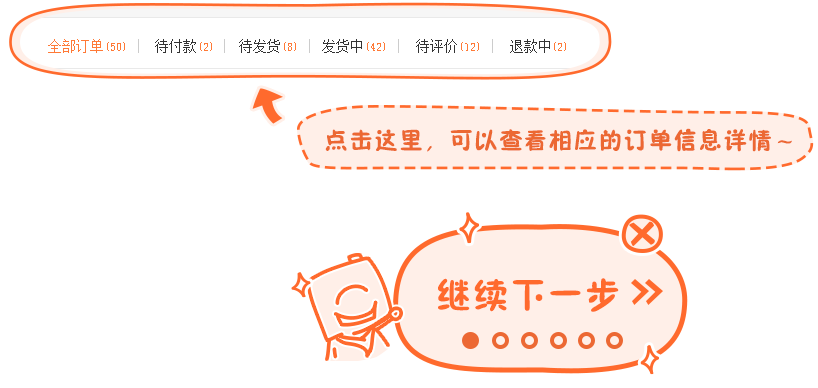 全部订单(50) 待付款(2) 待发货(8) 发货中(42) 待评价(12) 退款中(2)
点击这里，可以查看相应的订单信息详情~
继续下一步 »